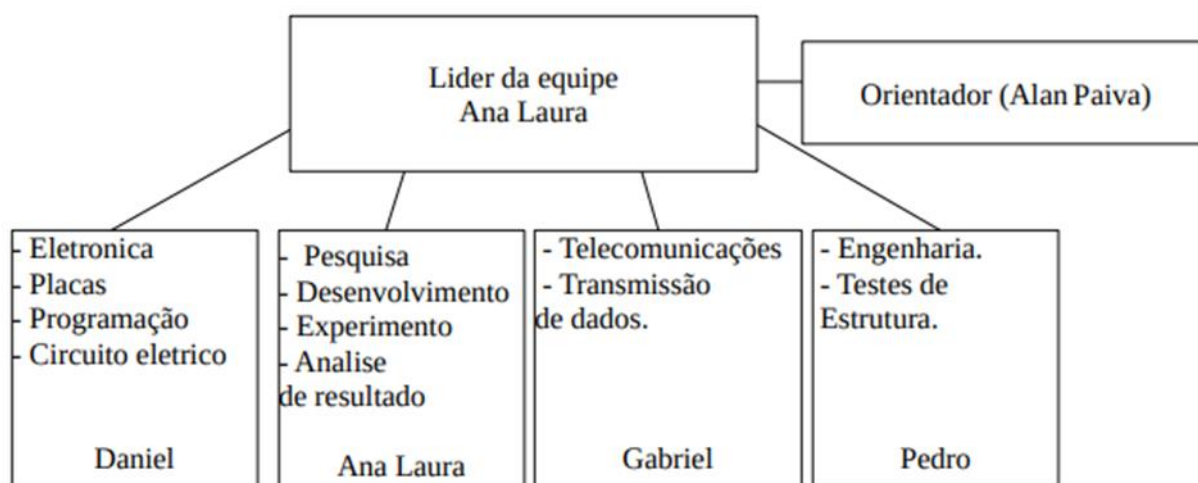 Lider da equipe
Ana Laura
Orientador (Alan Paiva)
- Eletronica
- Placas
- Programação
- Circuito eletrico
Daniel
- Pesquisa
- Desenvolvimento
- Experimento
- Analise
de resultado
Ana Laura
- Telecomunicações
- Transmissão
de dados.
Gabriel
- Engenharia.
- Testes de
Estrutura.
Pedro